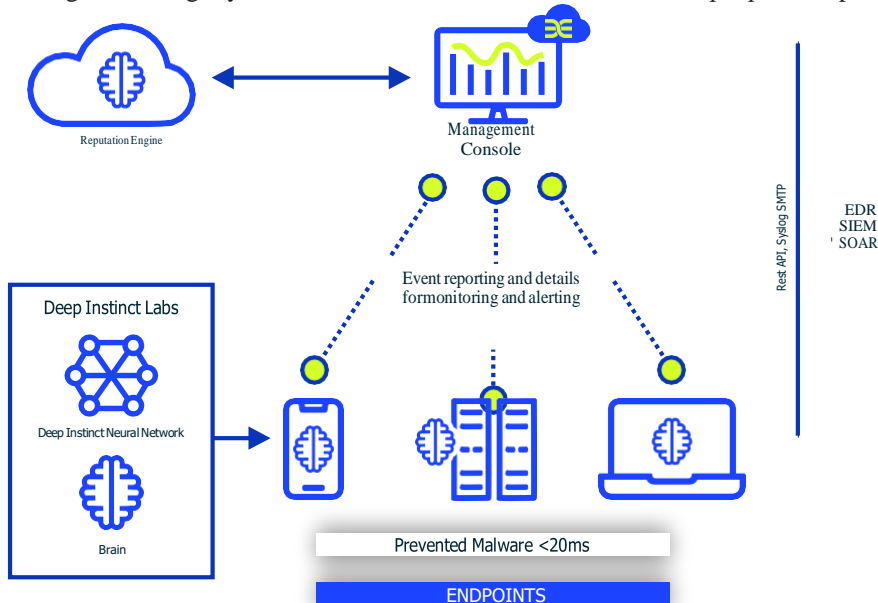 Reputation Engine
Management
Console
Rest API, Syslog SMTP
EDR
SIEM
' SOAR
Event reporting and details
formonitoring and alerting
Deep Instinct Labs
Deep Instinct Neural Network
Brain
Prevented Malware <20ms
ENDPOINTS